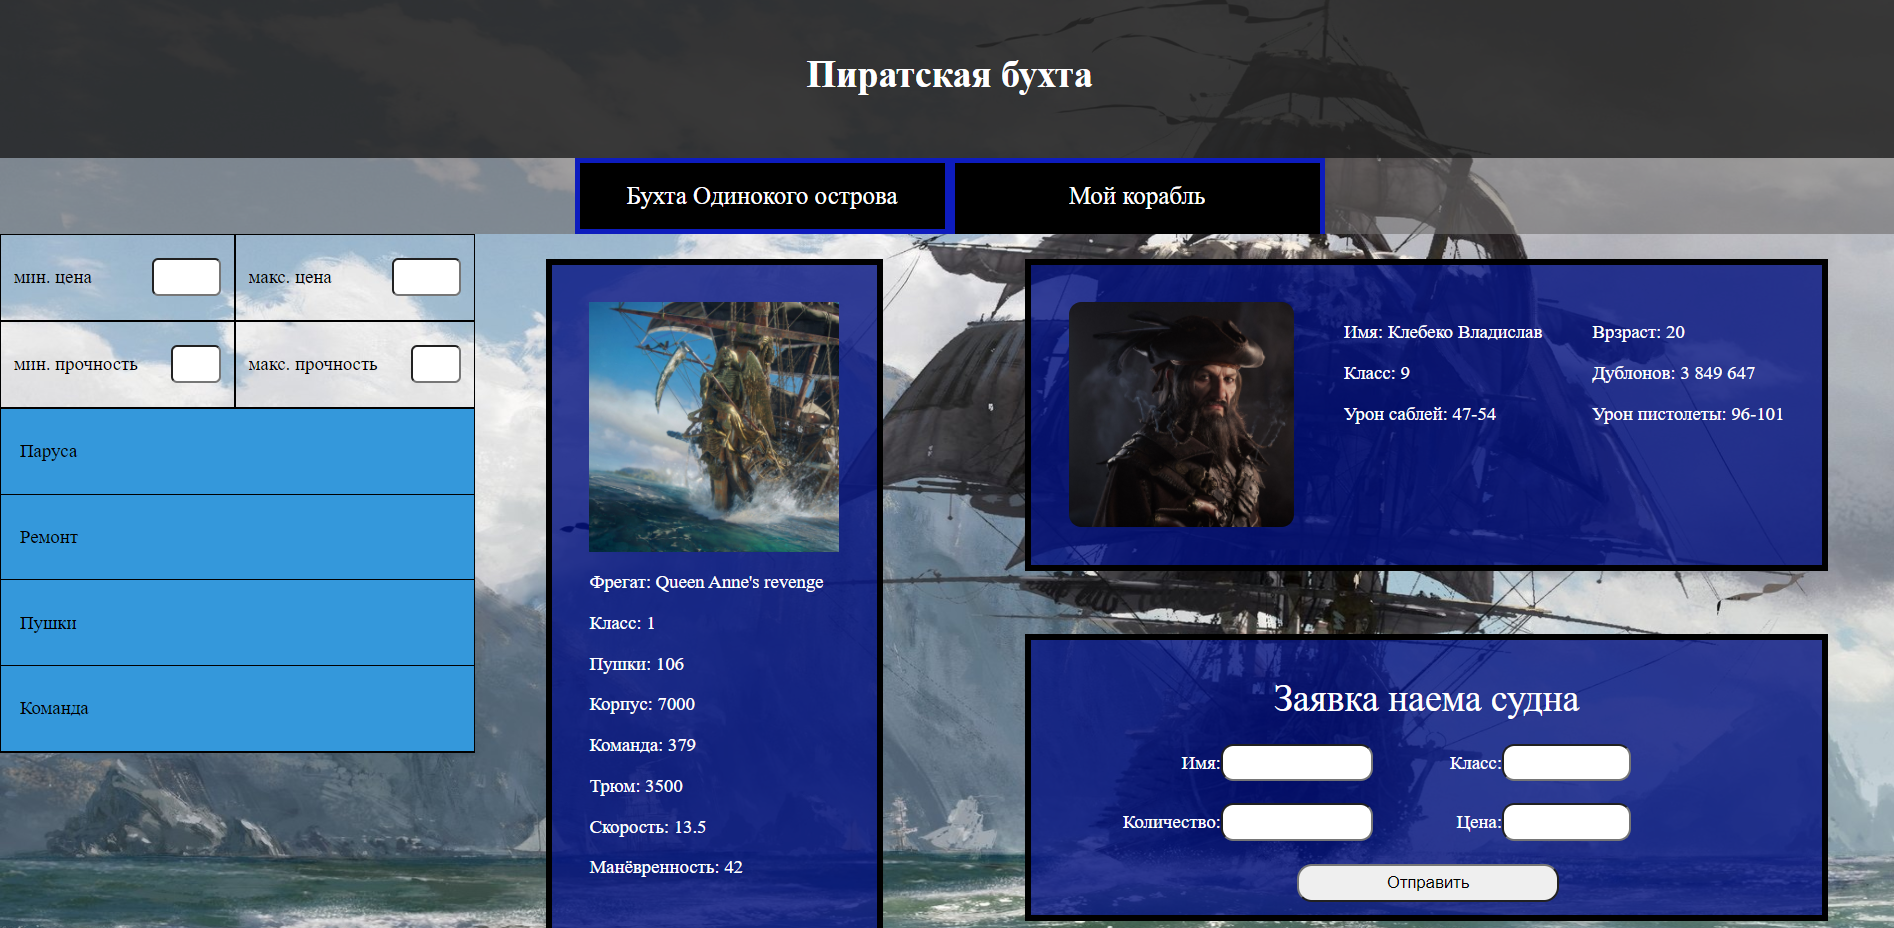 Пиратская бухта
Бухта Одинокого острова
Мой корабль
мин. цена
макс. цена
мин. прочность
макс. прочность
Паруса
Ремонт
Пушки
Команда
Фрегат: Queen Anne's revenge
Класс: 1
Пушки: 106
Корпус: 7000
Команда: 379
Трюм: 3500
Скорость: 13.5
Манёвренность: 42
Имя: Клебеко Владислав
Врзраст: 20
Класс: 9
Дублонов: 3 849 647
Урон саблей: 47-54
Урон пистолеты: 96-101
Заявка наема судна
Имя:
Класс:
Количество:
Цена:
Отправить